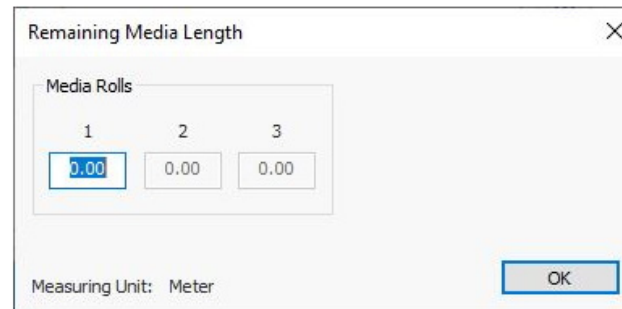 Remaining Media Length
Media Rolls
1 2 3
0.00 0.00 0.00
Measuring Unit: Meter
OK